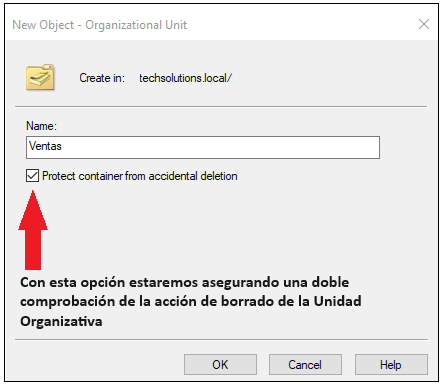 New Object - Organizational Unit
Create in: techsolutions.local/
Name:
Ventas
Protect container from accidental deletion
Con esta opción estaremos asegurando una doble
comprobación de la acción de borrado de la Unidad
Organizativa
OK Cancel Help